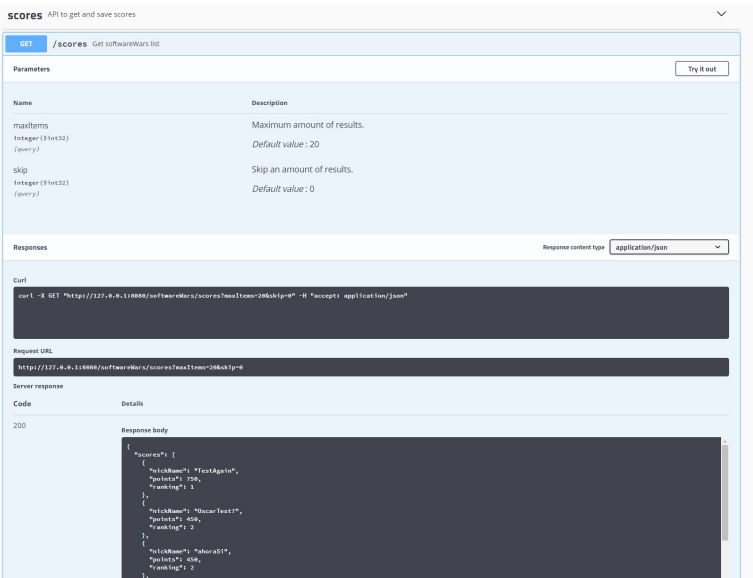 scores API to get and save scores
GET /scores Get softwareWars list
Parameters
Try it out
Name Description
maxItems Maximum amount of results.
integer($int32)
Default value : 20
(query)
skip Skip an amount of results.
integer($int32)
Default value : 0
(query)
Responses Response content type application/json
Curl
curl -X GET "http://127.0.0.1:8080/softwareWars/scores?maxItems=20&skip=0" -H "accept: application/json"
Request URL
http://127.0.0.1:8080/softwareWars/scores?maxItems=20&skip=0
Server response
Code Details
200
Response body
{
"scores": [
{
"nickName": "TestAgain",
"points": 750,
"ranking": 1
},
{
"nickName": "OscarTest7",
"points": 450,
"ranking": 2
},
{
"nickName": "ahoraSi",
"points": 450,
"ranking": 2
},